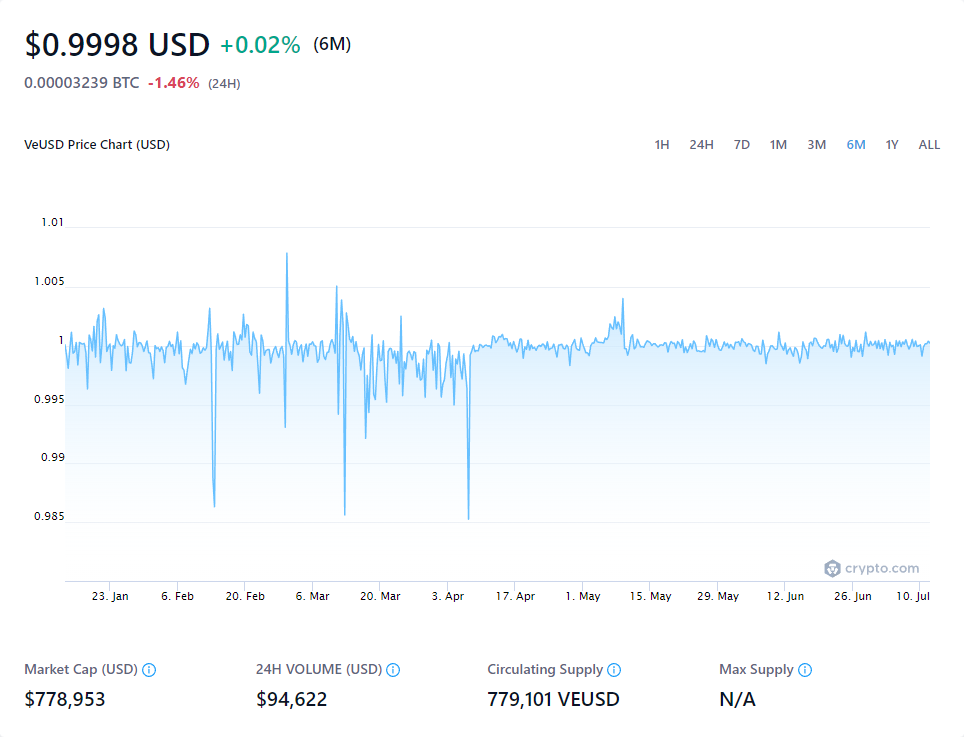 $0.9998 USD +0.02% (6M)
0.00003239 BTC -1.46% (24H)
VeUSD Price Chart (USD)
1H 24H 7D 1M 3M 6M 1Y ALL
1.01
1.005
1
0.995
0.99
0.985
crypto.com
23. Jan 6. Feb 20. Feb 6. Mar 20. Mar 3. Apr 17. Apr 1. May 15. May 29. May 12. Jun 26. Jun 10. Jul
Market Cap (USD) 24H VOLUME (USD) Circulating Supply Max Supply
$778,953 $94,622 779,101 VEUSD N/A